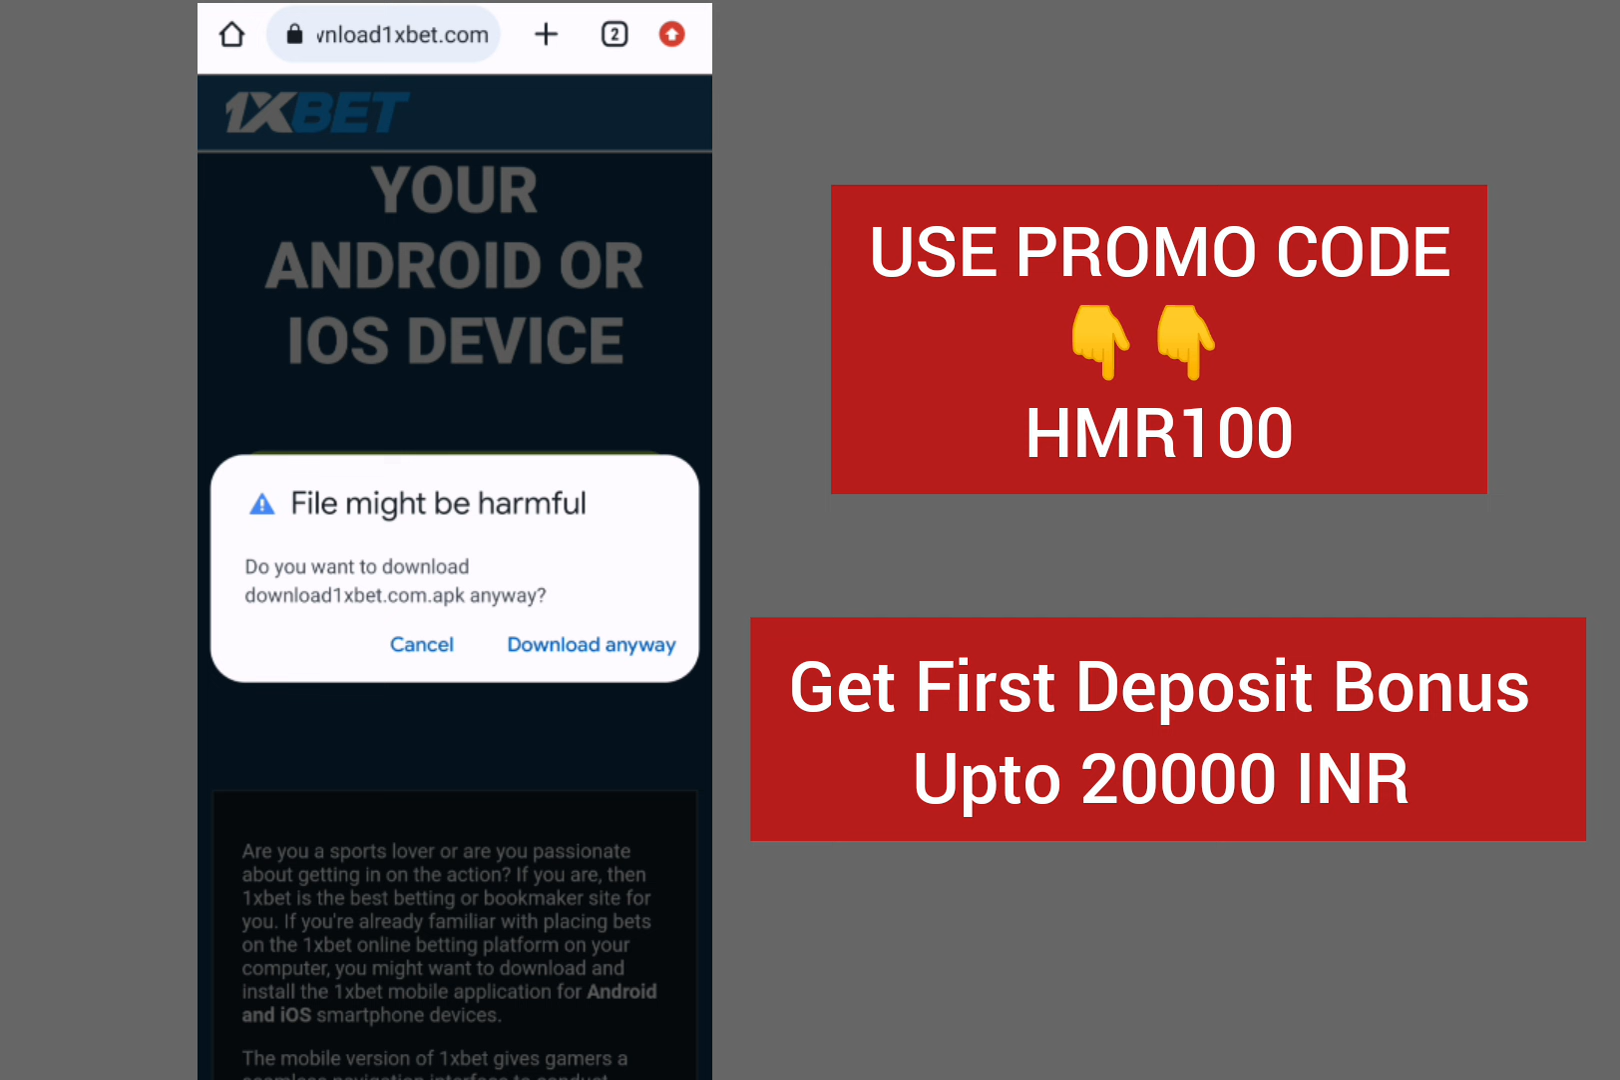 vnload1xbet.com
2
1XBET
YOUR
ANDROID OR
IOS DEVICE
File might be harmful
Do you want to download
download1xbet.com.apk anyway?
Cancel
Download anyway
Are you a sports lover or are you passionate
about getting in on the action? If you are, then
1xbet is the best betting or bookmaker site for
you. If you're already familiar with placing bets
on the 1xbet online betting platform on your
computer, you might want to download and
install the 1xbet mobile application for Android
and iOS smartphone devices.
The mobile version of 1xbet gives gamers a
USE PROMO CODE
👇👇
HMR100
Get First Deposit Bonus
Upto 20000 INR